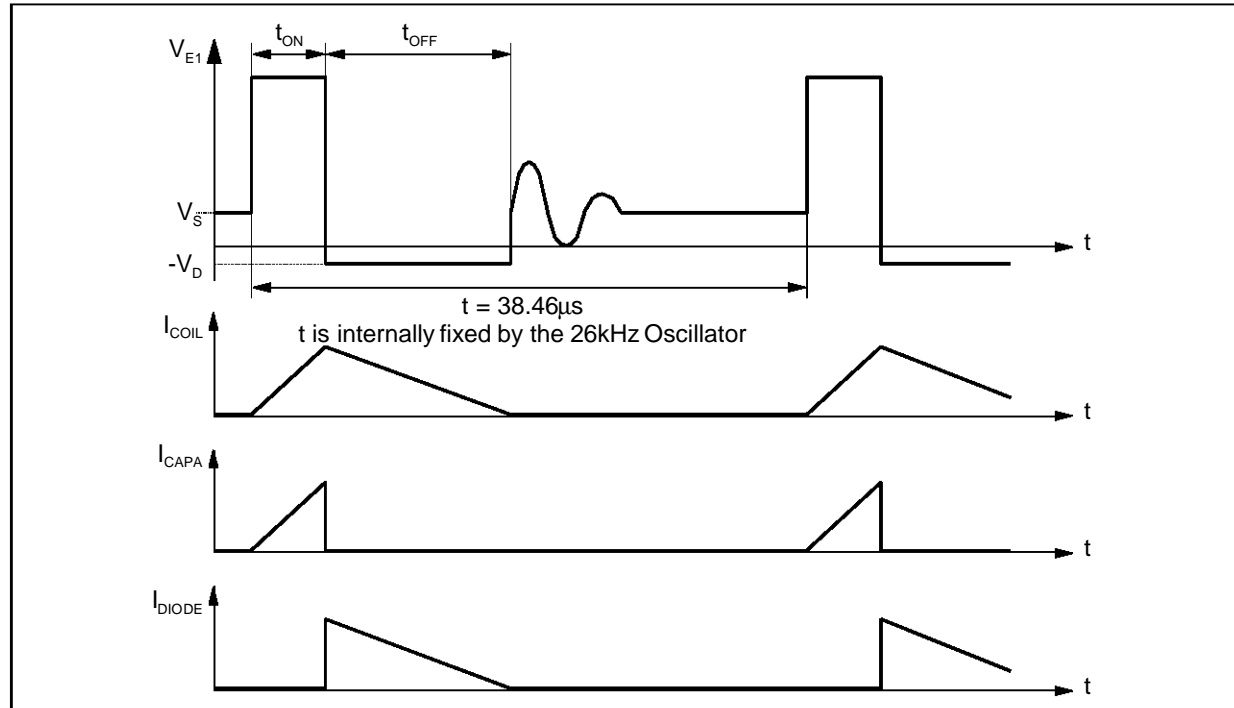 tON tOFF
VE1
VS
-VD
t
t = 38.46μs
t is internally fixed by the 26kHz Oscillator
ICOIL
t
ICAPA
t
IDIODE
t